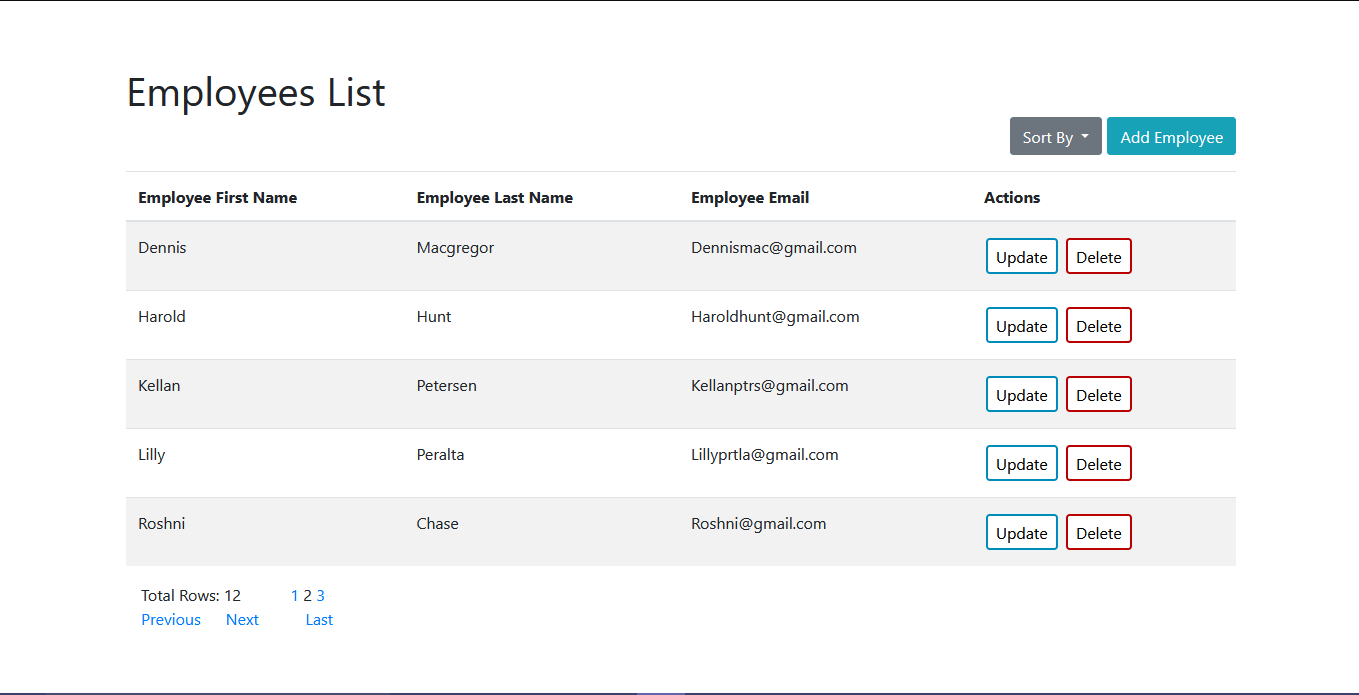 Employees List
Sort By Add Employee
Employee First Name Employee Last Name Employee Email Actions
Dennis Macgregor Dennismac@gmail.com Update Delete
Harold Hunt Haroldhunt@gmail.com Update Delete
Kellan Petersen Kellanptrs@gmail.com Update Delete
Lilly Peralta Lillyprtla@gmail.com Update Delete
Roshni Chase Roshni@gmail.com Update Delete
Total Rows: 12 1 2 3
Previous Next Last